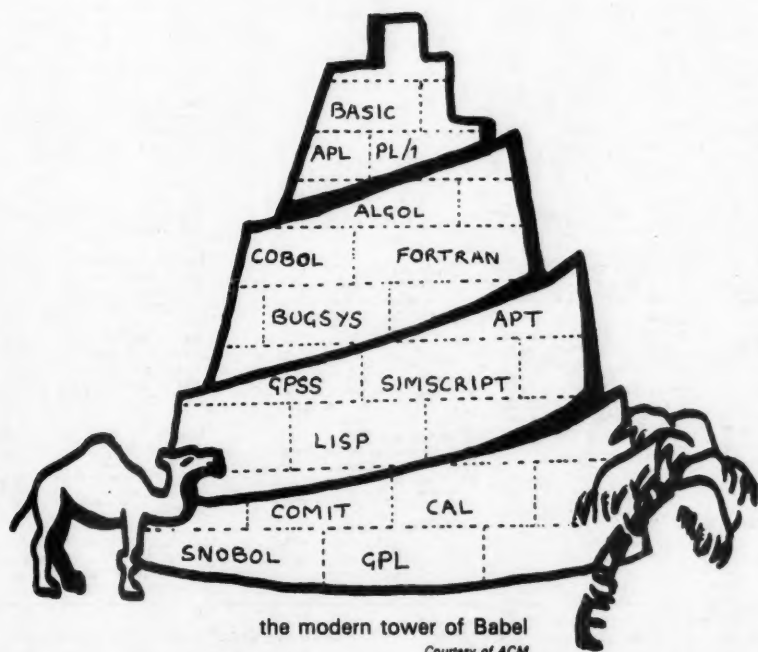 BASIC
APL PL/1
ALGOL
COBOL FORTRAN
BUGSYS APT
GPSS SIMSCRIPT
LISP
COMIT CAL
SNOBOL GPL
the modern tower of Babel
Courtesy of ACM